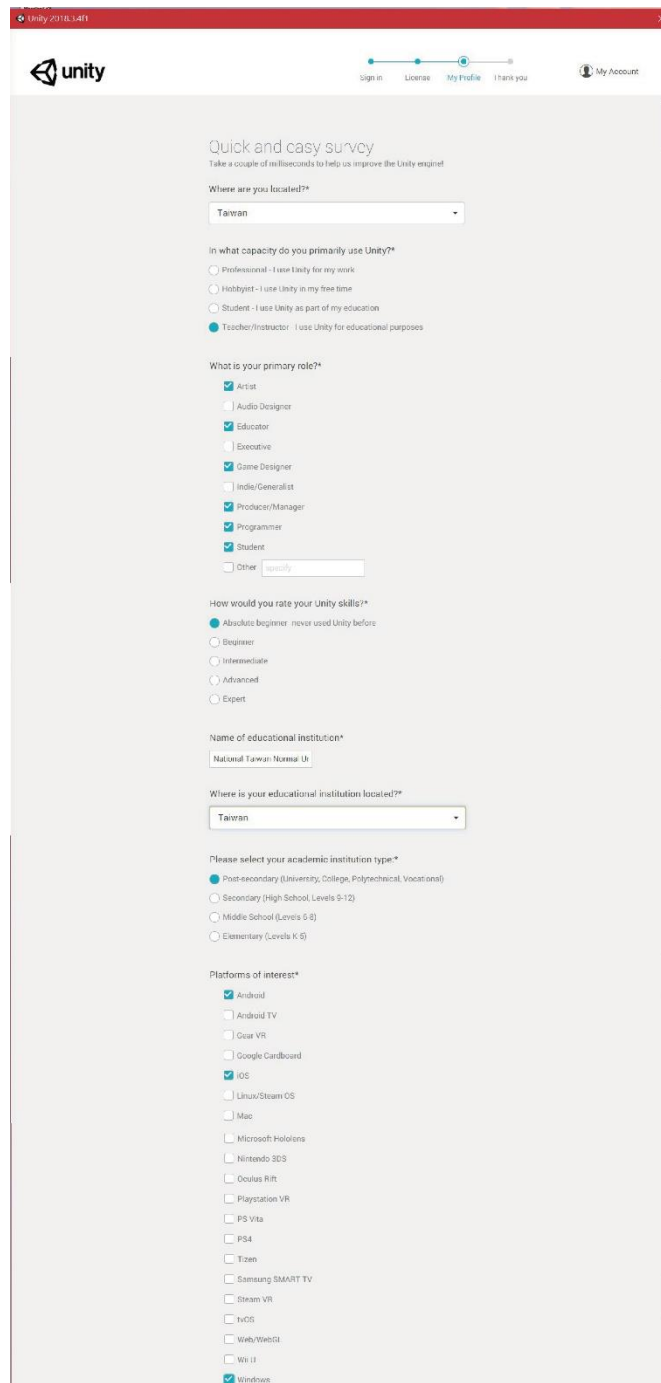 Unity 2018.3.4f1
unity
Sign in License My Profile Thank you
My Account
Quick and easy survey
Take a couple of milliseconds to help us improve the Unity engine!
Where are you located?*
Taiwan
In what capacity do you primarily use Unity?*
Professional - I use Unity for my work
Hobbyist - I use Unity in my free time
Student - I use Unity as part of my education
Teacher/Instructor - I use Unity for educational purposes
What is your primary role?*
Artist
Audio Designer
Educator
Executive
Game Designer
Indie/Generalist
Producer/Manager
Programmer
Student
Other specify
How would you rate your Unity skills?*
Absolute beginner - never used Unity before
Beginner
Intermediate
Advanced
Expert
Name of educational institution*
National Taiwan Normal Un
Where is your educational institution located?*
Taiwan
Please select your academic institution type:*
Post-secondary (University, College, Polytechnical, Vocational)
Secondary (High School, Levels 9-12)
Middle School (Levels 6-8)
Elementary (Levels K-5)
Platforms of interest*
Android
Android TV
Gear VR
Google Cardboard
iOS
Linux/Steam OS
Mac
Microsoft Hololens
Nintendo 3DS
Oculus Rift
Playstation VR
PS Vita
PS4
Tizen
Samsung SMART TV
Steam VR
tvOS
Web/WebGL
Wii U
Windows